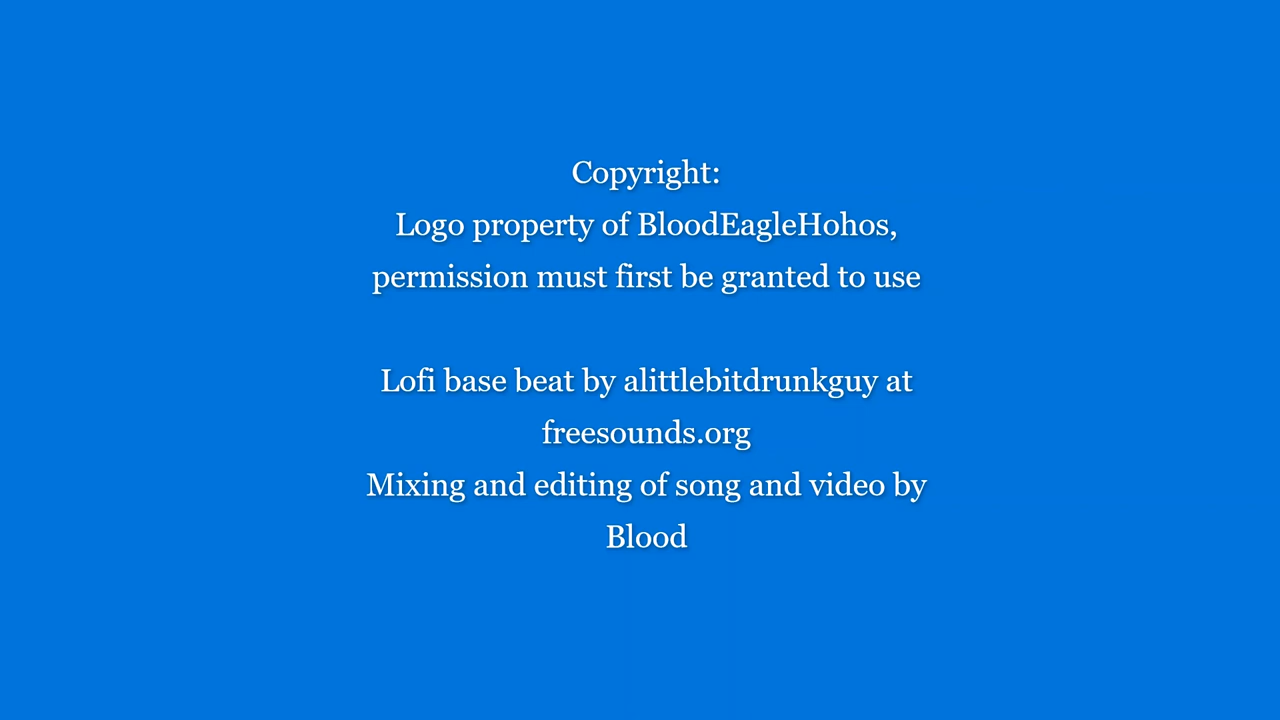 Copyright:
Logo property of BloodEagleHohos,
permission must first be granted to use
Lofi base beat by alittlebitdrunkguy at
freesounds.org
Mixing and editing of song and video by
Blood